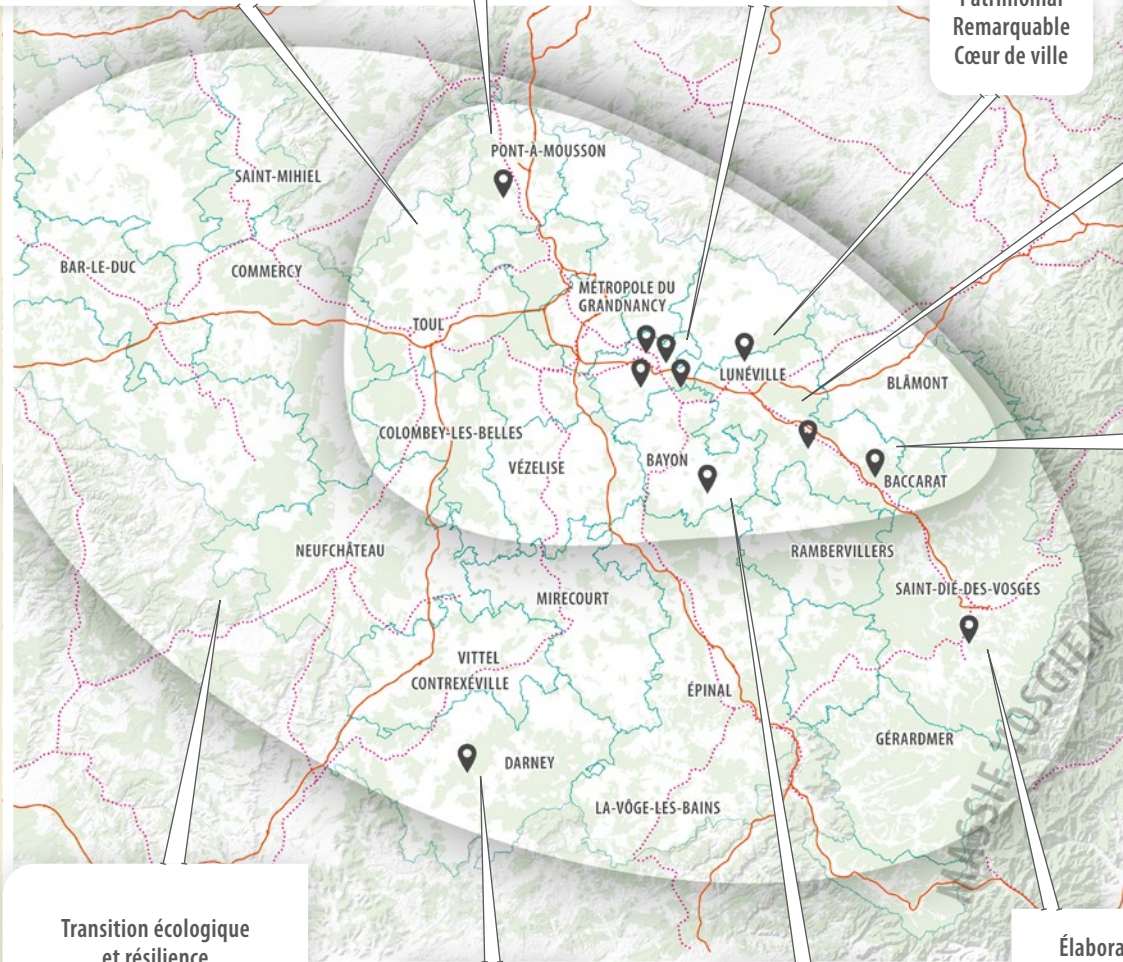 Patrimonial
Remarquable
Cœur de ville
PONT-À-MOUSSON
SAINT-MIHIEL
BAR-LE-DUC
COMMERCY
MÉTROPOLE DU
GRANDNANCY
TOUL
LUNÉVILLE
BLÂMONT
COLOMBEY-LES-BELLES
VÉZELISE
BAYON
BACCARAT
NEUFCHÂTEAU
RAMBERVILLERS
SAINT-DIÉ-DES-VOSGES
MIRECOURT
VITTEL
CONTREXÉVILLE
ÉPINAL
GÉRARDMER
MASSIF VOSGIEN
DARNEY
LA-VÔGE-LES-BAINS
Transition écologique
et résilience
Élabora